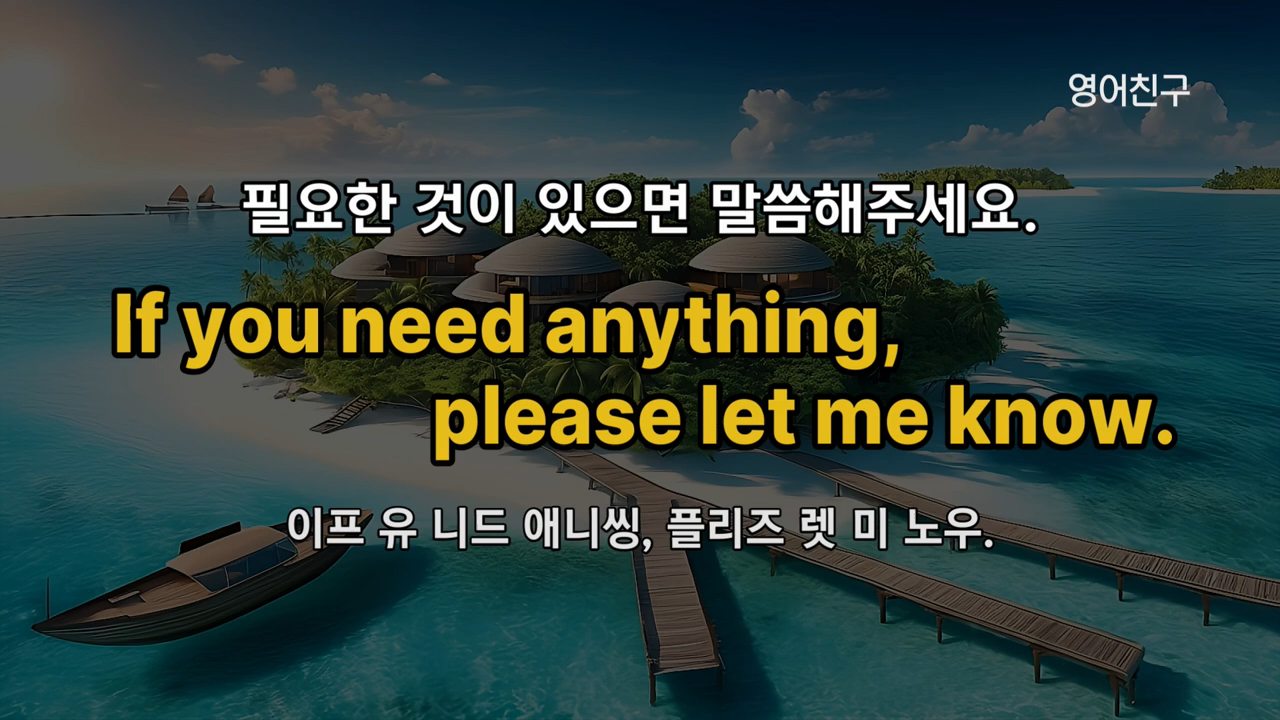 영어친구
필요한 것이 있으면 말씀해주세요.
If you need anything,
please let me know.
이프 유 니드 애니씽, 플리즈 렛 미 노우.